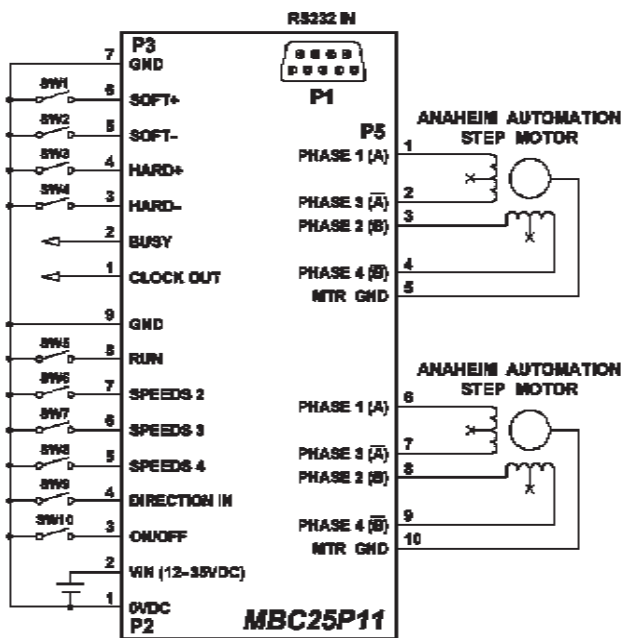 RS232 IN
P3
7 GND
P1
SW1 6 SOFT+
SW2 5 SOFT-
SW3 4 HARD+
SW4 3 HARD-
2 BUSY
1 CLOCK OUT
9 GND
SW5 8 RUN
SW6 7 SPEEDS 2
SW7 6 SPEEDS 3
SW8 5 SPEEDS 4
SW9 4 DIRECTION IN
SW10 3 ON/OFF
2 VIN (12-35VDC)
1 0VDC
P2
MBC25P11
P5
ANAHEIM AUTOMATION
STEP MOTOR
PHASE 1 (A) 1
PHASE 3 (A̅) 2
PHASE 2 (B) 3
PHASE 4 (B̅) 4
MTR GND 5
ANAHEIM AUTOMATION
STEP MOTOR
PHASE 1 (A) 6
PHASE 3 (A̅) 7
PHASE 2 (B) 8
PHASE 4 (B̅) 9
MTR GND 10